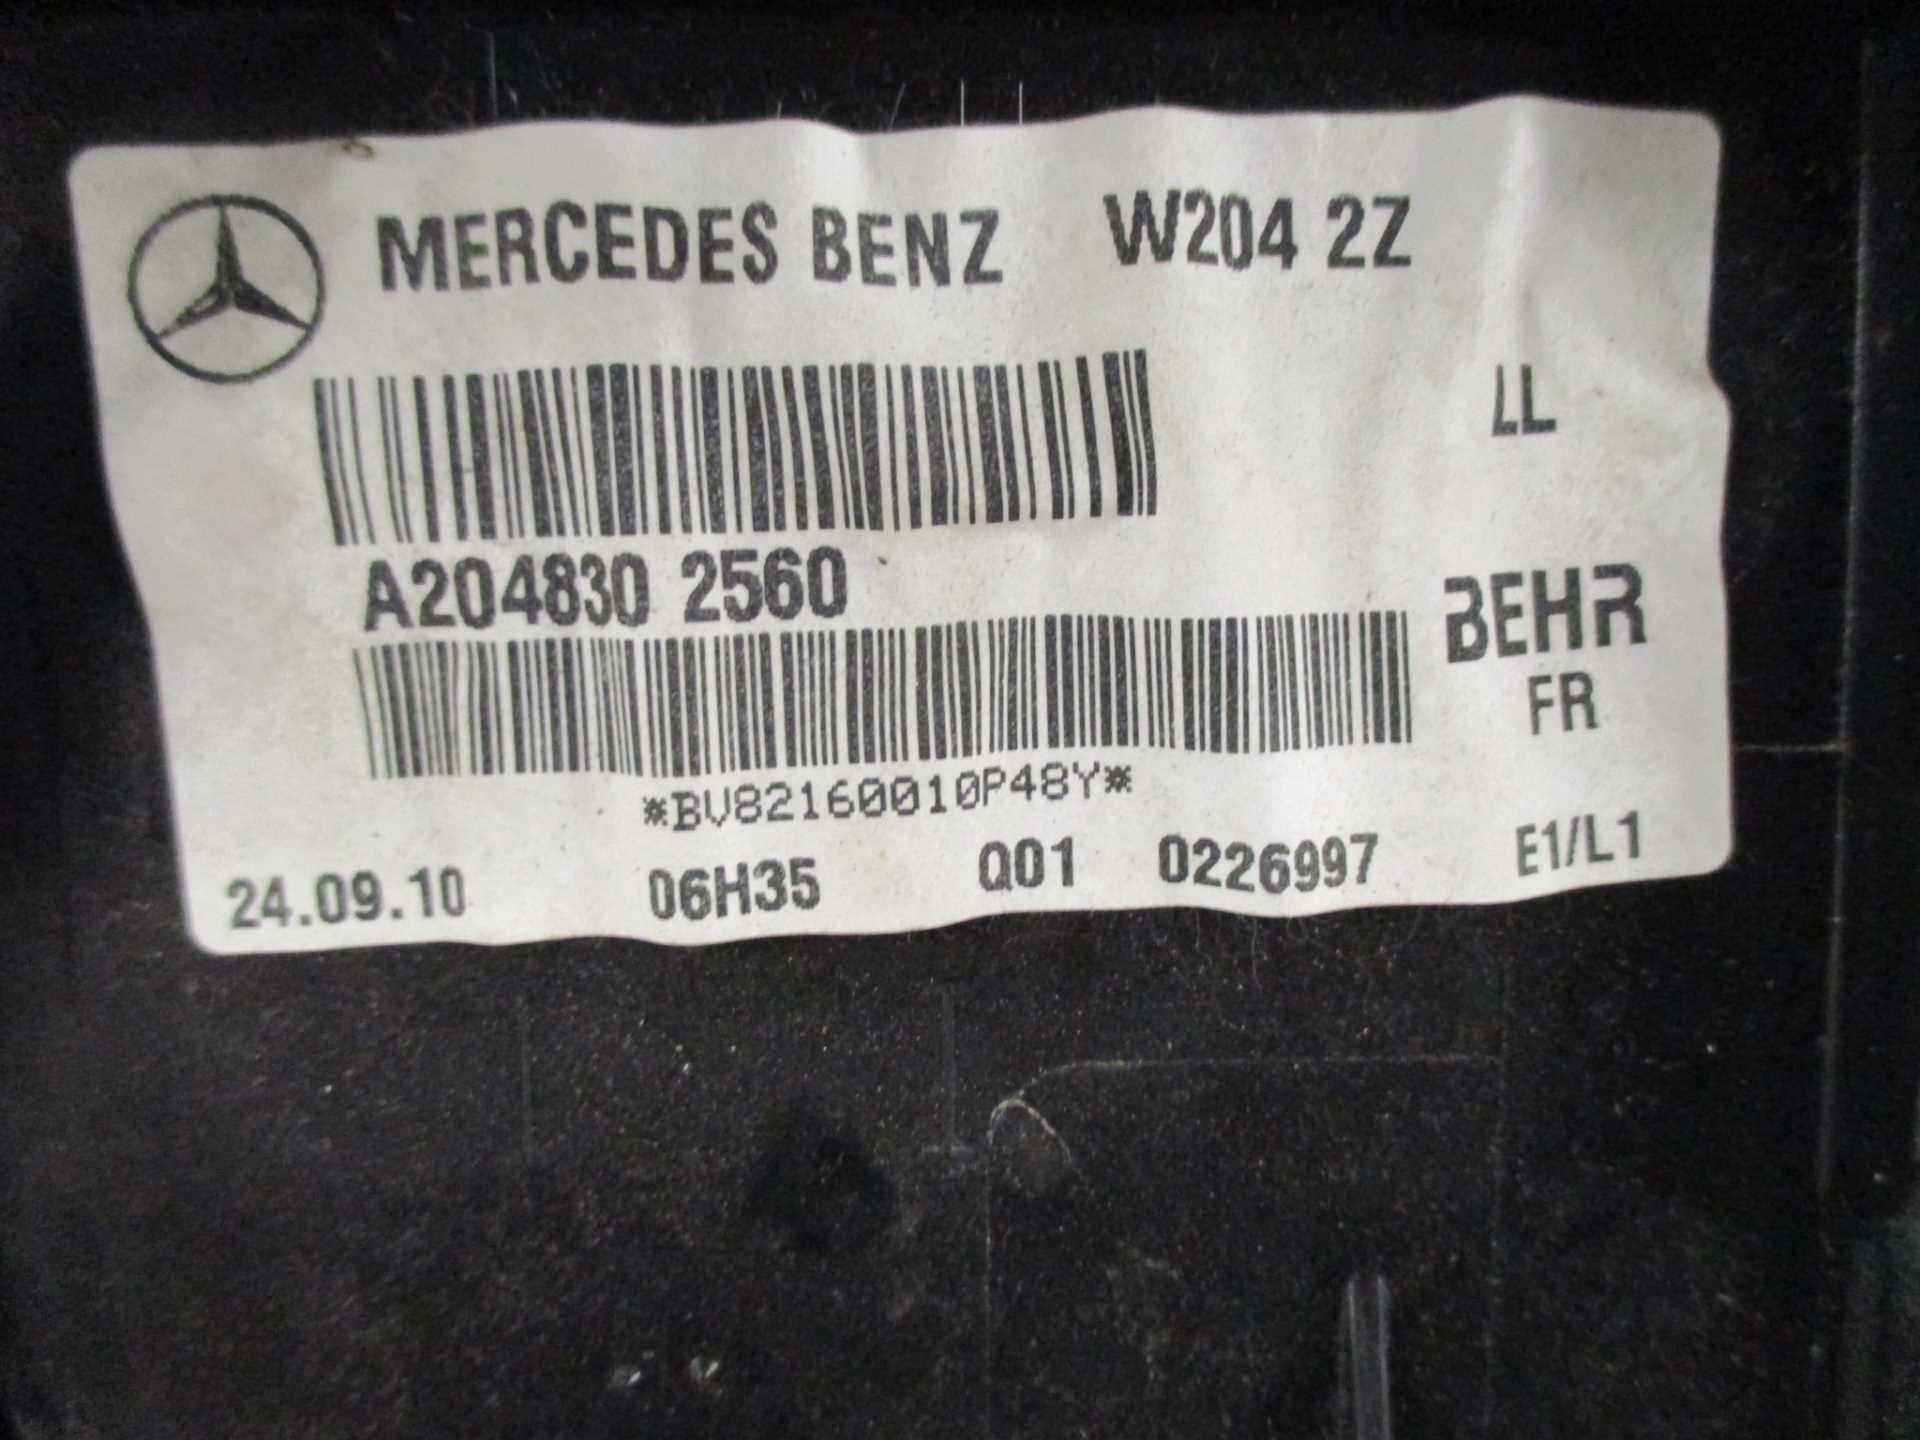 MERCEDES BENZ W204 2Z
LL
A204830 2560
BEHR
FR
*BV82160010P48Y*
24.09.10 06H35 Q01 0226997 E1/L1